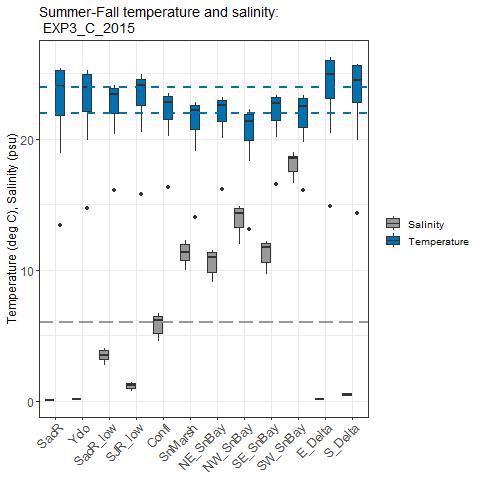 Summer-Fall temperature and salinity:
EXP3_C_2015
Temperature (deg C), Salinity (psu)
20
10
0
SacR
Ydo
SacR_low
SJR_low
Confl
SnMarsh
NE_SnBay
NW_SnBay
SE_SnBay
SW_SnBay
E_Delta
S_Delta
Salinity
Temperature